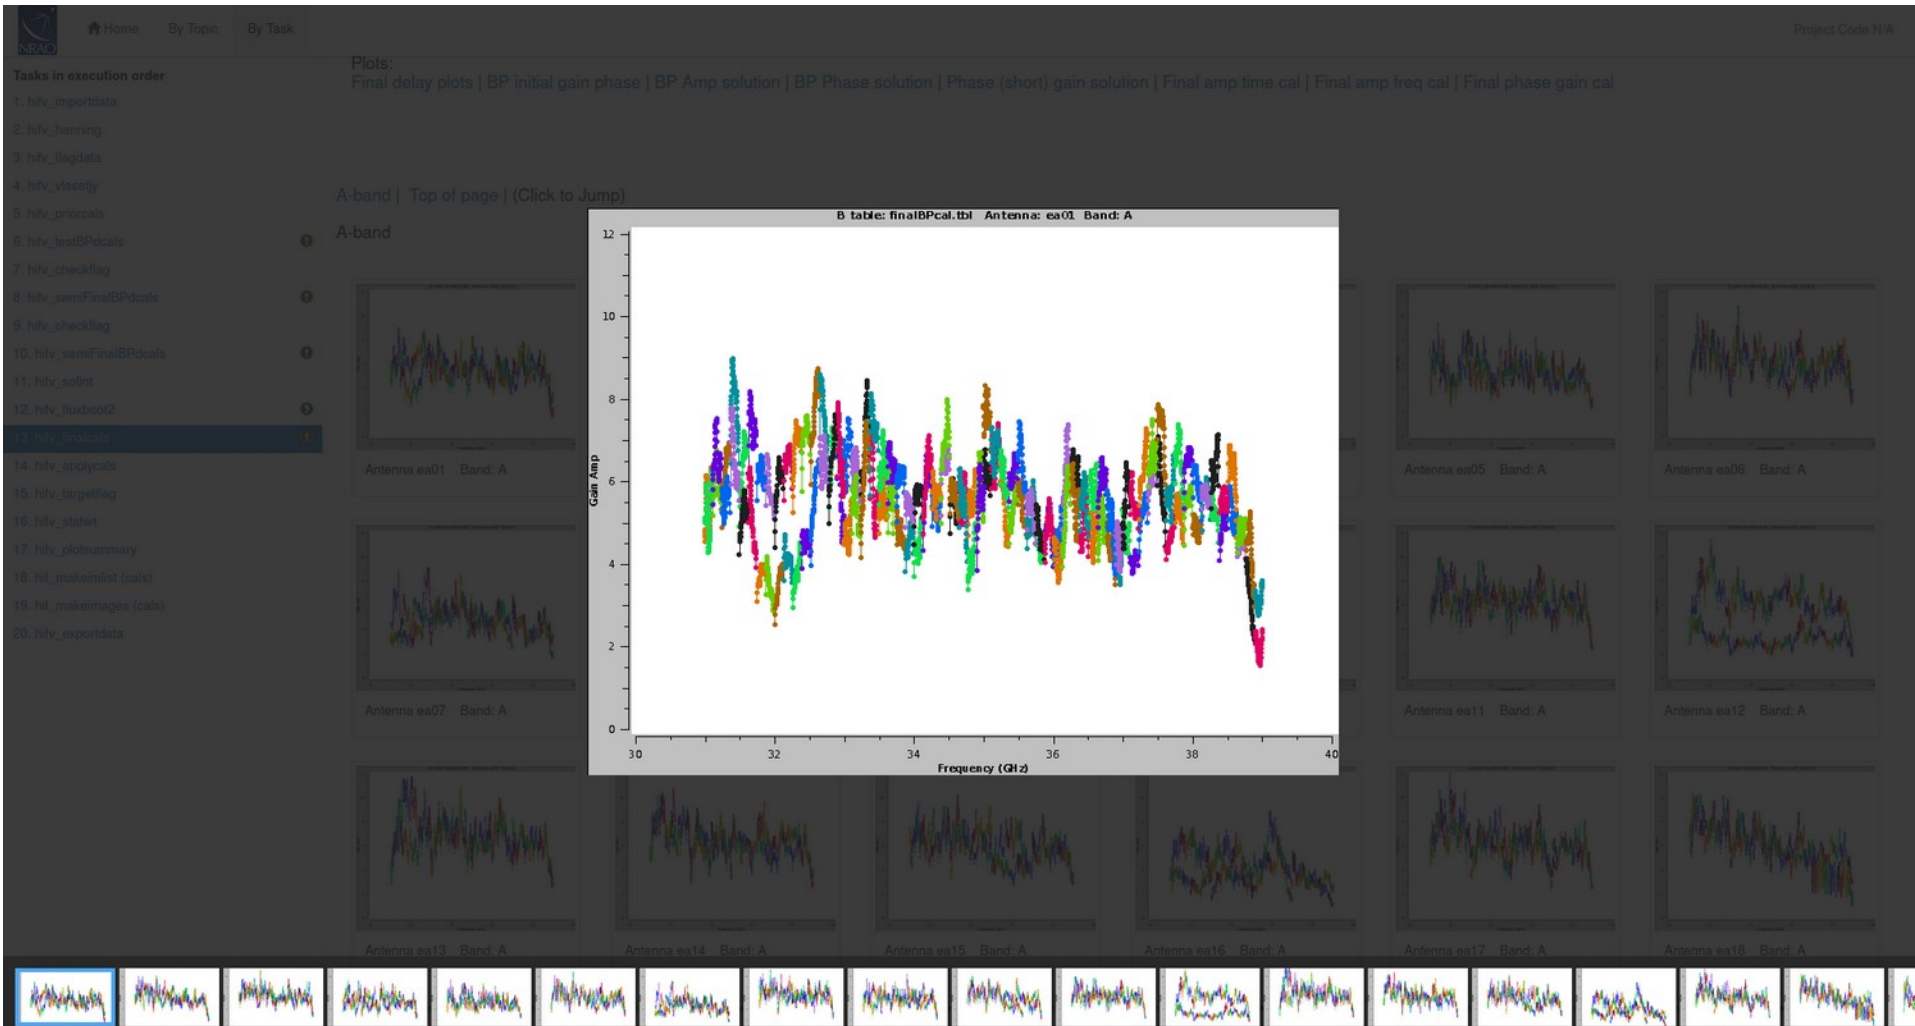 NRAO
Home By Topic By Task Project Code N/A
Tasks in execution order
1. hifv_importdata
2. hifv_hanning
3. hifv_flagdata
4. hifv_vlasetjy
5. hifv_priorcals
6. hifv_testBPdcals
7. hifv_checkflag
8. hifv_semiFinalBPdcals
9. hifv_checkflag
10. hifv_semiFinalBPdcals
11. hifv_solint
12. hifv_fluxboot2
13. hifv_finalcals
14. hifv_applycals
15. hifv_targetflag
16. hifv_statwt
17. hifv_plotsummary
18. hif_makeimlist (cals)
19. hif_makeimages (cals)
20. hifv_exportdata
Plots:
Final delay plots | BP initial gain phase | BP Amp solution | BP Phase solution | Phase (short) gain solution | Final amp time cal | Final amp freq cal | Final phase gain cal
A-band | Top of page | (Click to Jump)
A-band
B table: finalBPcal.tbl Antenna: ea01 Band: A
12
10
8
6
4
2
0
Gain Amp
30 32 34 36 38 40
Frequency (GHz)
Antenna ea01 Band: A
Antenna ea05 Band: A
Antenna ea06 Band: A
Antenna ea07 Band: A
Antenna ea11 Band: A
Antenna ea12 Band: A
Antenna ea13 Band: A
Antenna ea14 Band: A
Antenna ea15 Band: A
Antenna ea16 Band: A
Antenna ea17 Band: A
Antenna ea18 Band: A